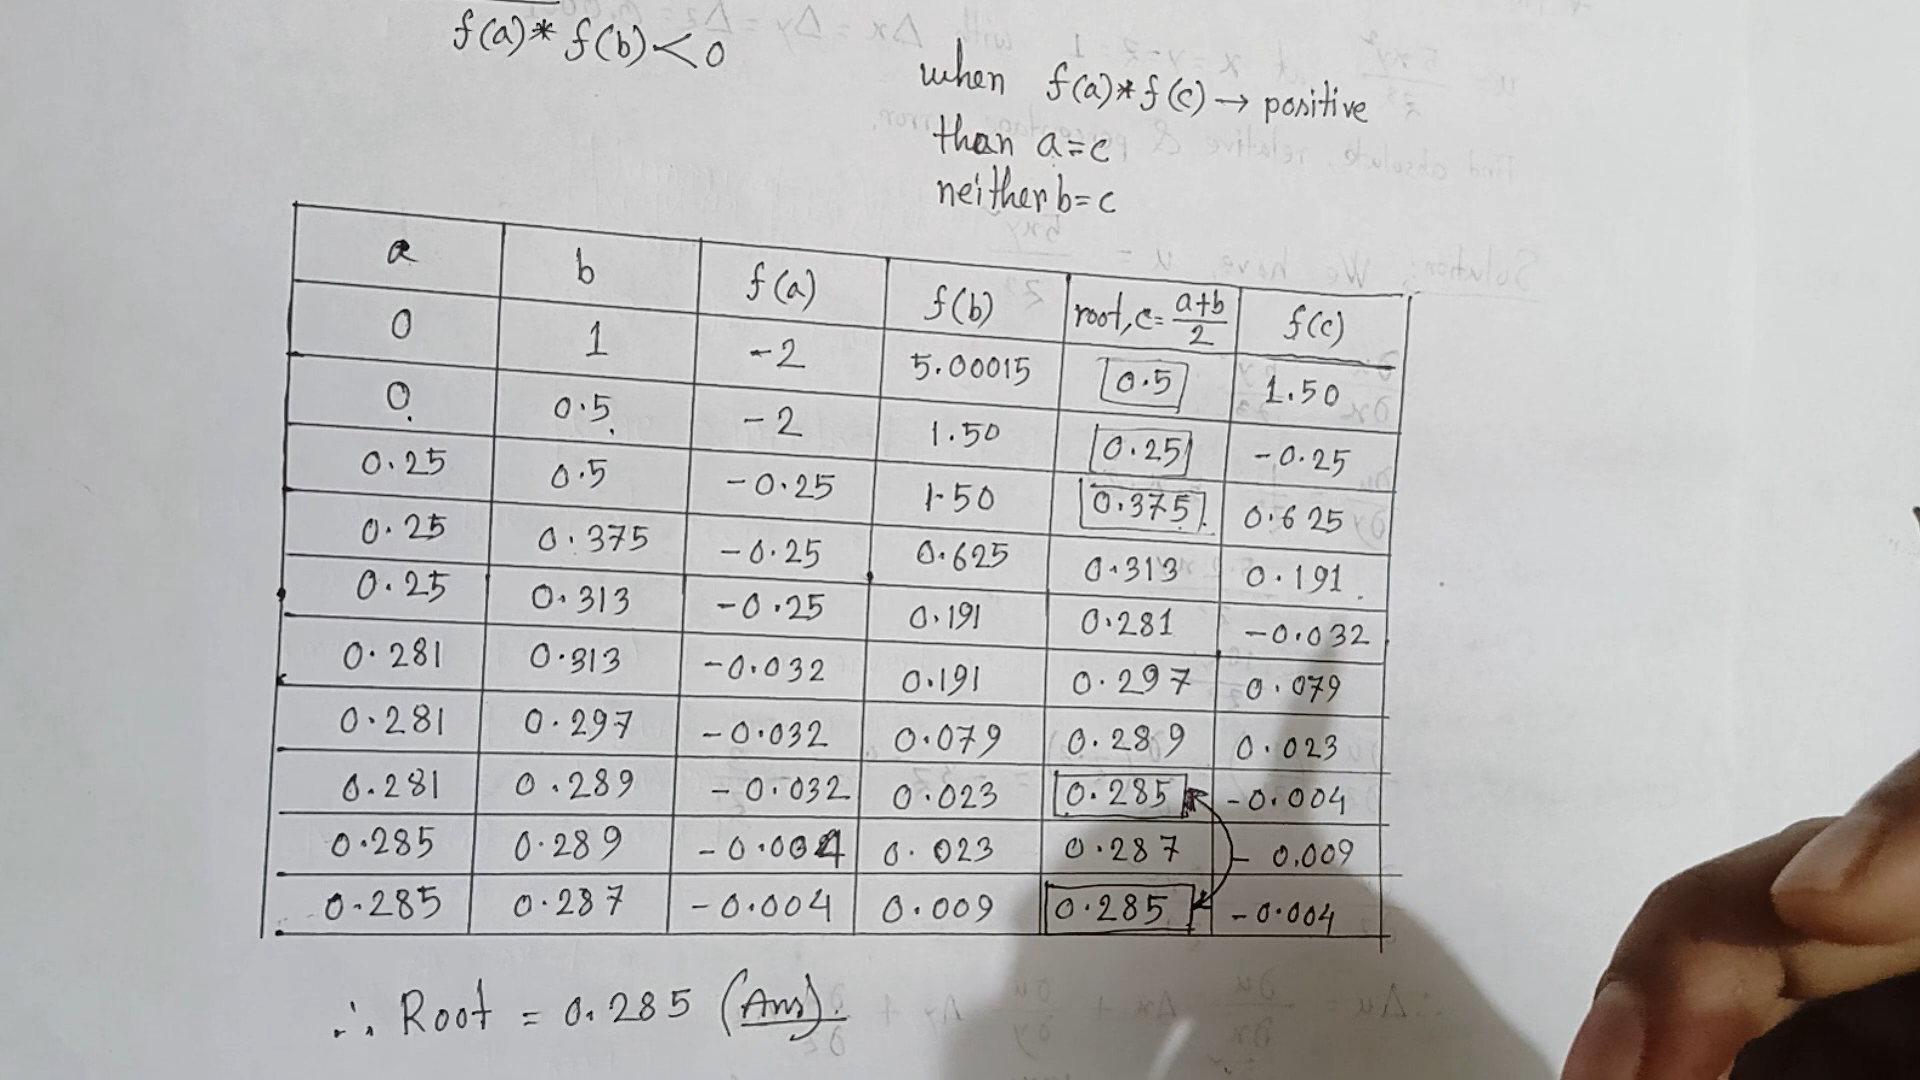 f(a)* f(b)<0
when f(a)*f(c)→ positive
than a=c
neither b=c
a b f(a) f(b) root,c= a+b/2 f(c)
0 1 -2 5.00015 0.5 1.50
0 0.5 -2 1.50 0.25 -0.25
0.25 0.5 -0.25 1.50 0.375 0.625
0.25 0.375 -0.25 0.625 0.313 0.191
0.25 0.313 -0.25 0.191 0.281 -0.032
0.281 0.313 -0.032 0.191 0.297 0.079
0.281 0.297 -0.032 0.079 0.289 0.023
0.281 0.289 -0.032 0.023 0.285 -0.004
0.285 0.289 -0.004 0.023 0.287 0.009
0.285 0.287 -0.004 0.009 0.285 -0.004
∴ Root = 0.285 (Ans).